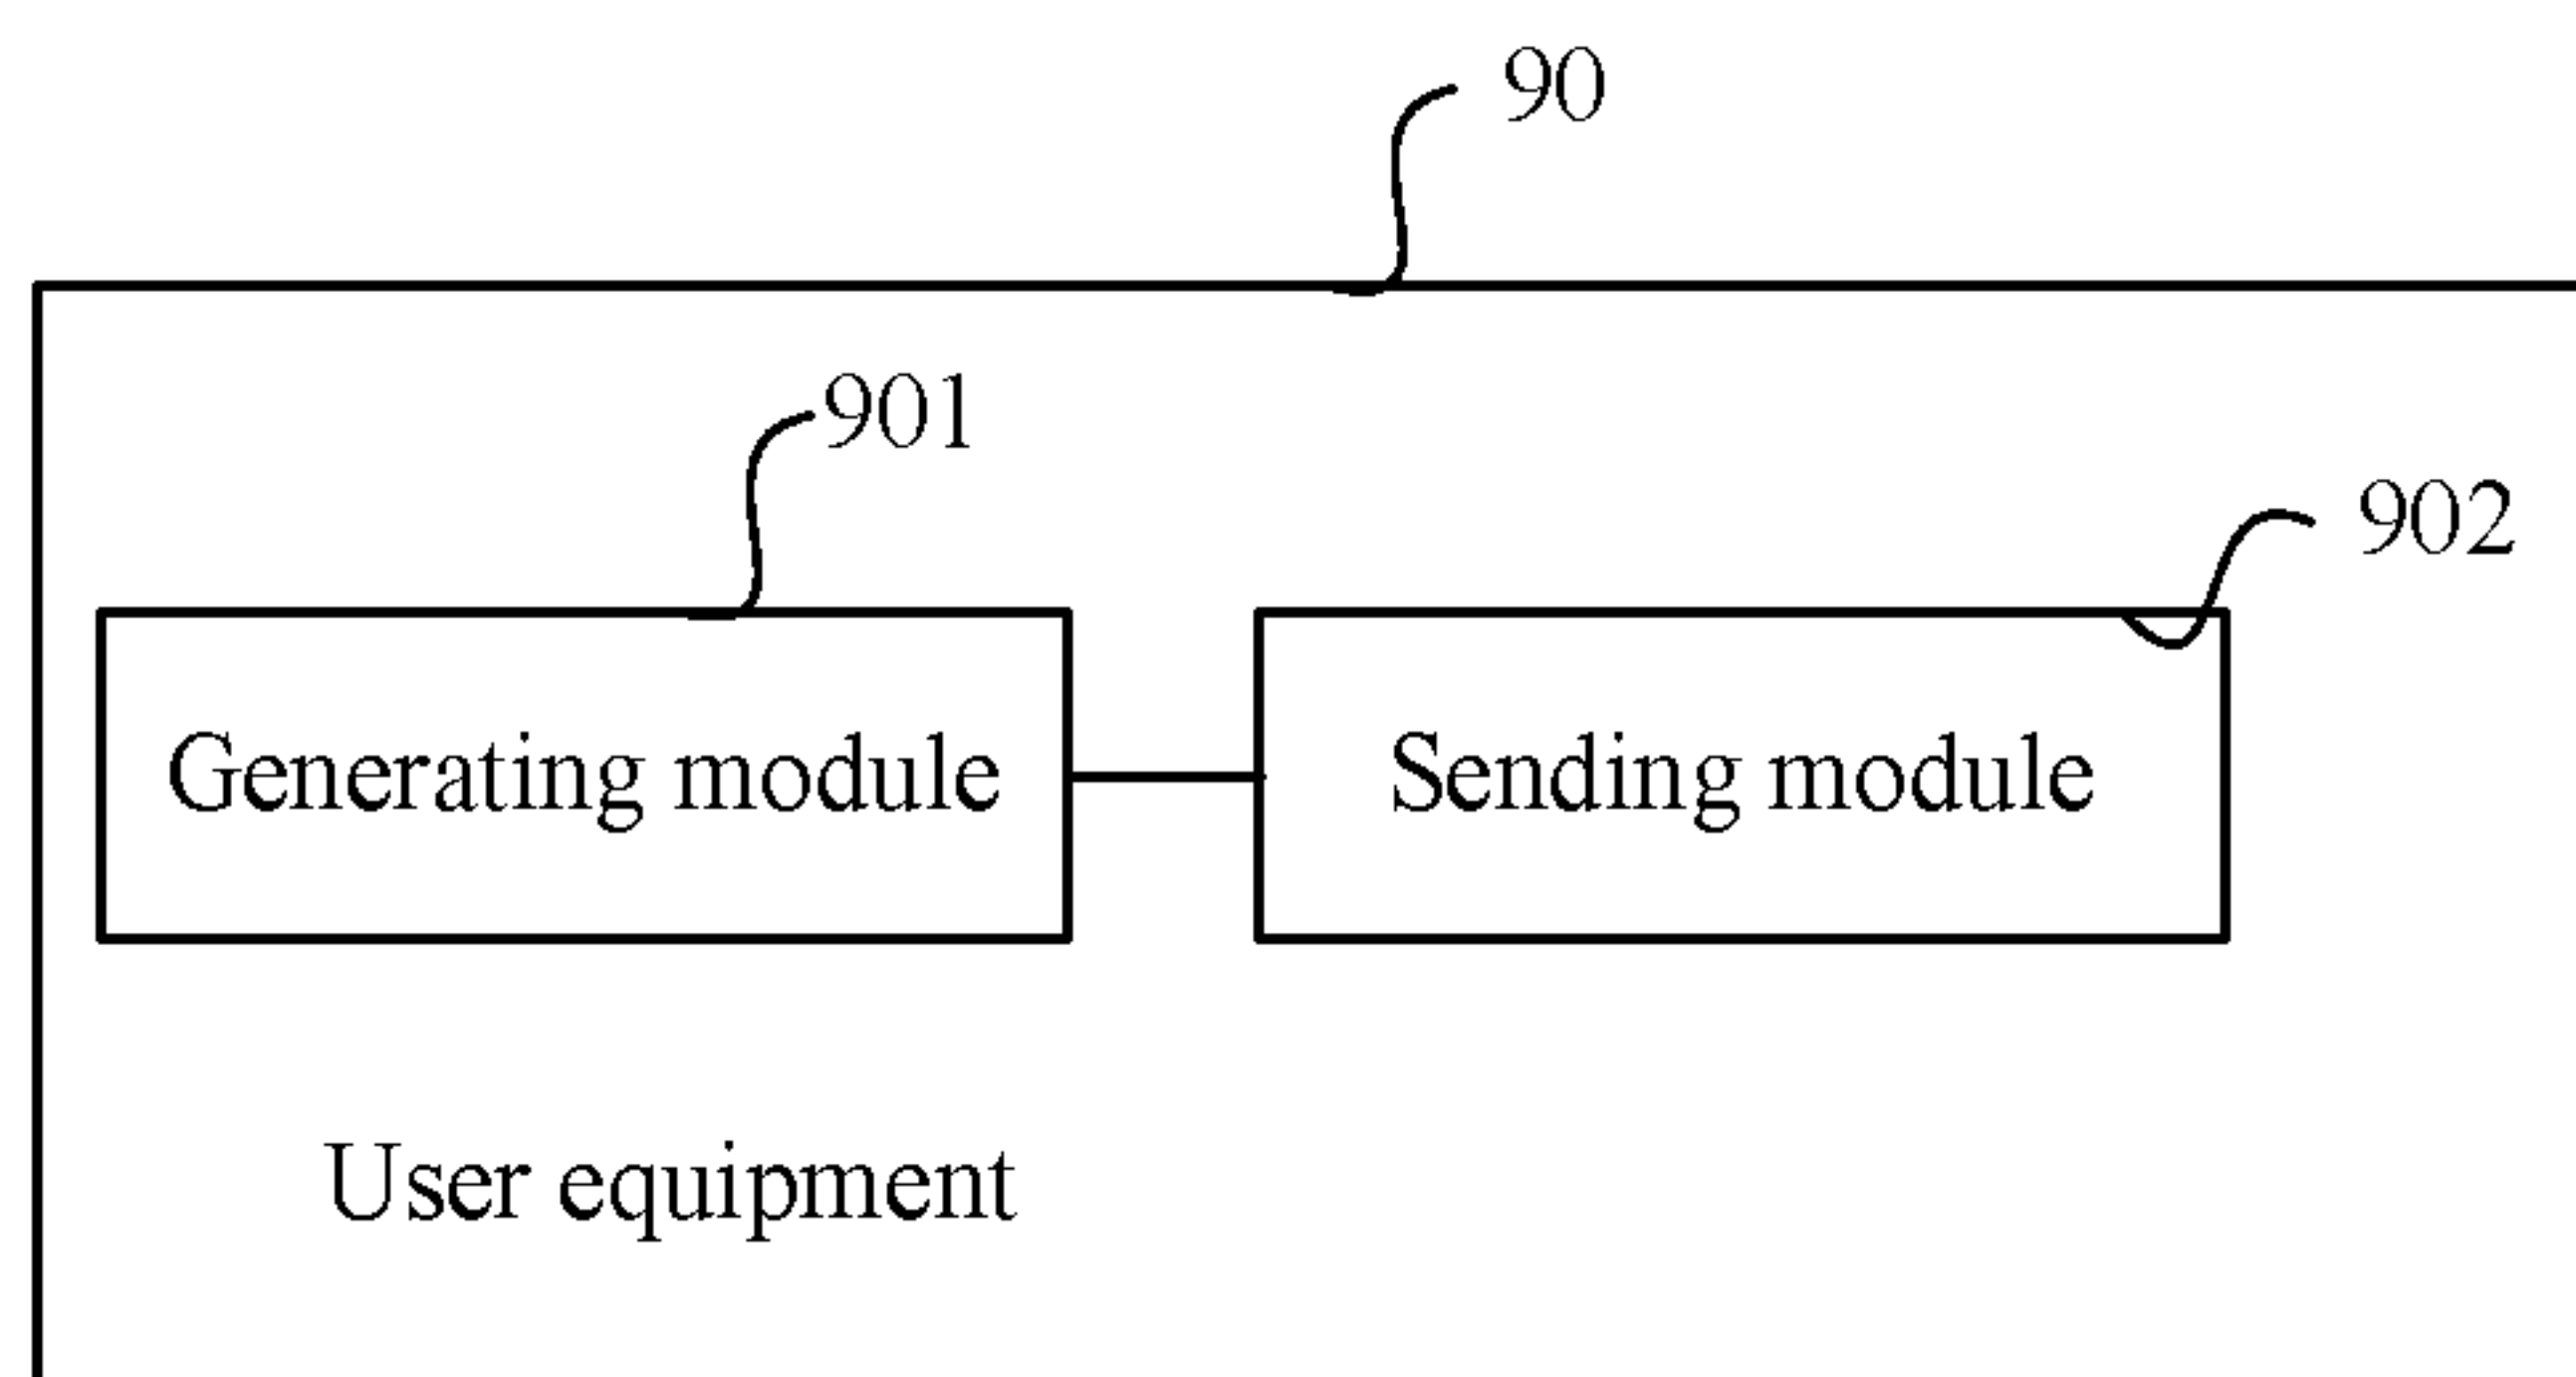 90
901
902
Generating module
Sending module
User equipment